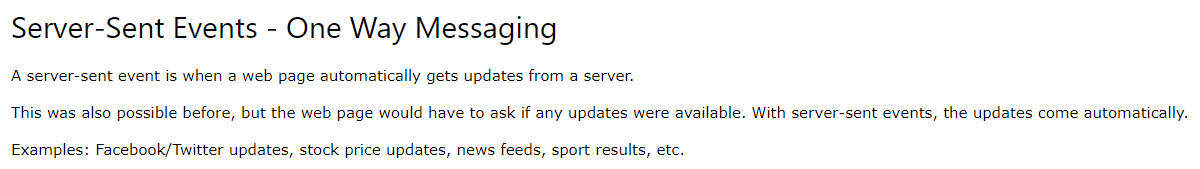 Server-Sent Events - One Way Messaging
A server-sent event is when a web page automatically gets updates from a server.
This was also possible before, but the web page would have to ask if any updates were available. With server-sent events, the updates come automatically.
Examples: Facebook/Twitter updates, stock price updates, news feeds, sport results, etc.